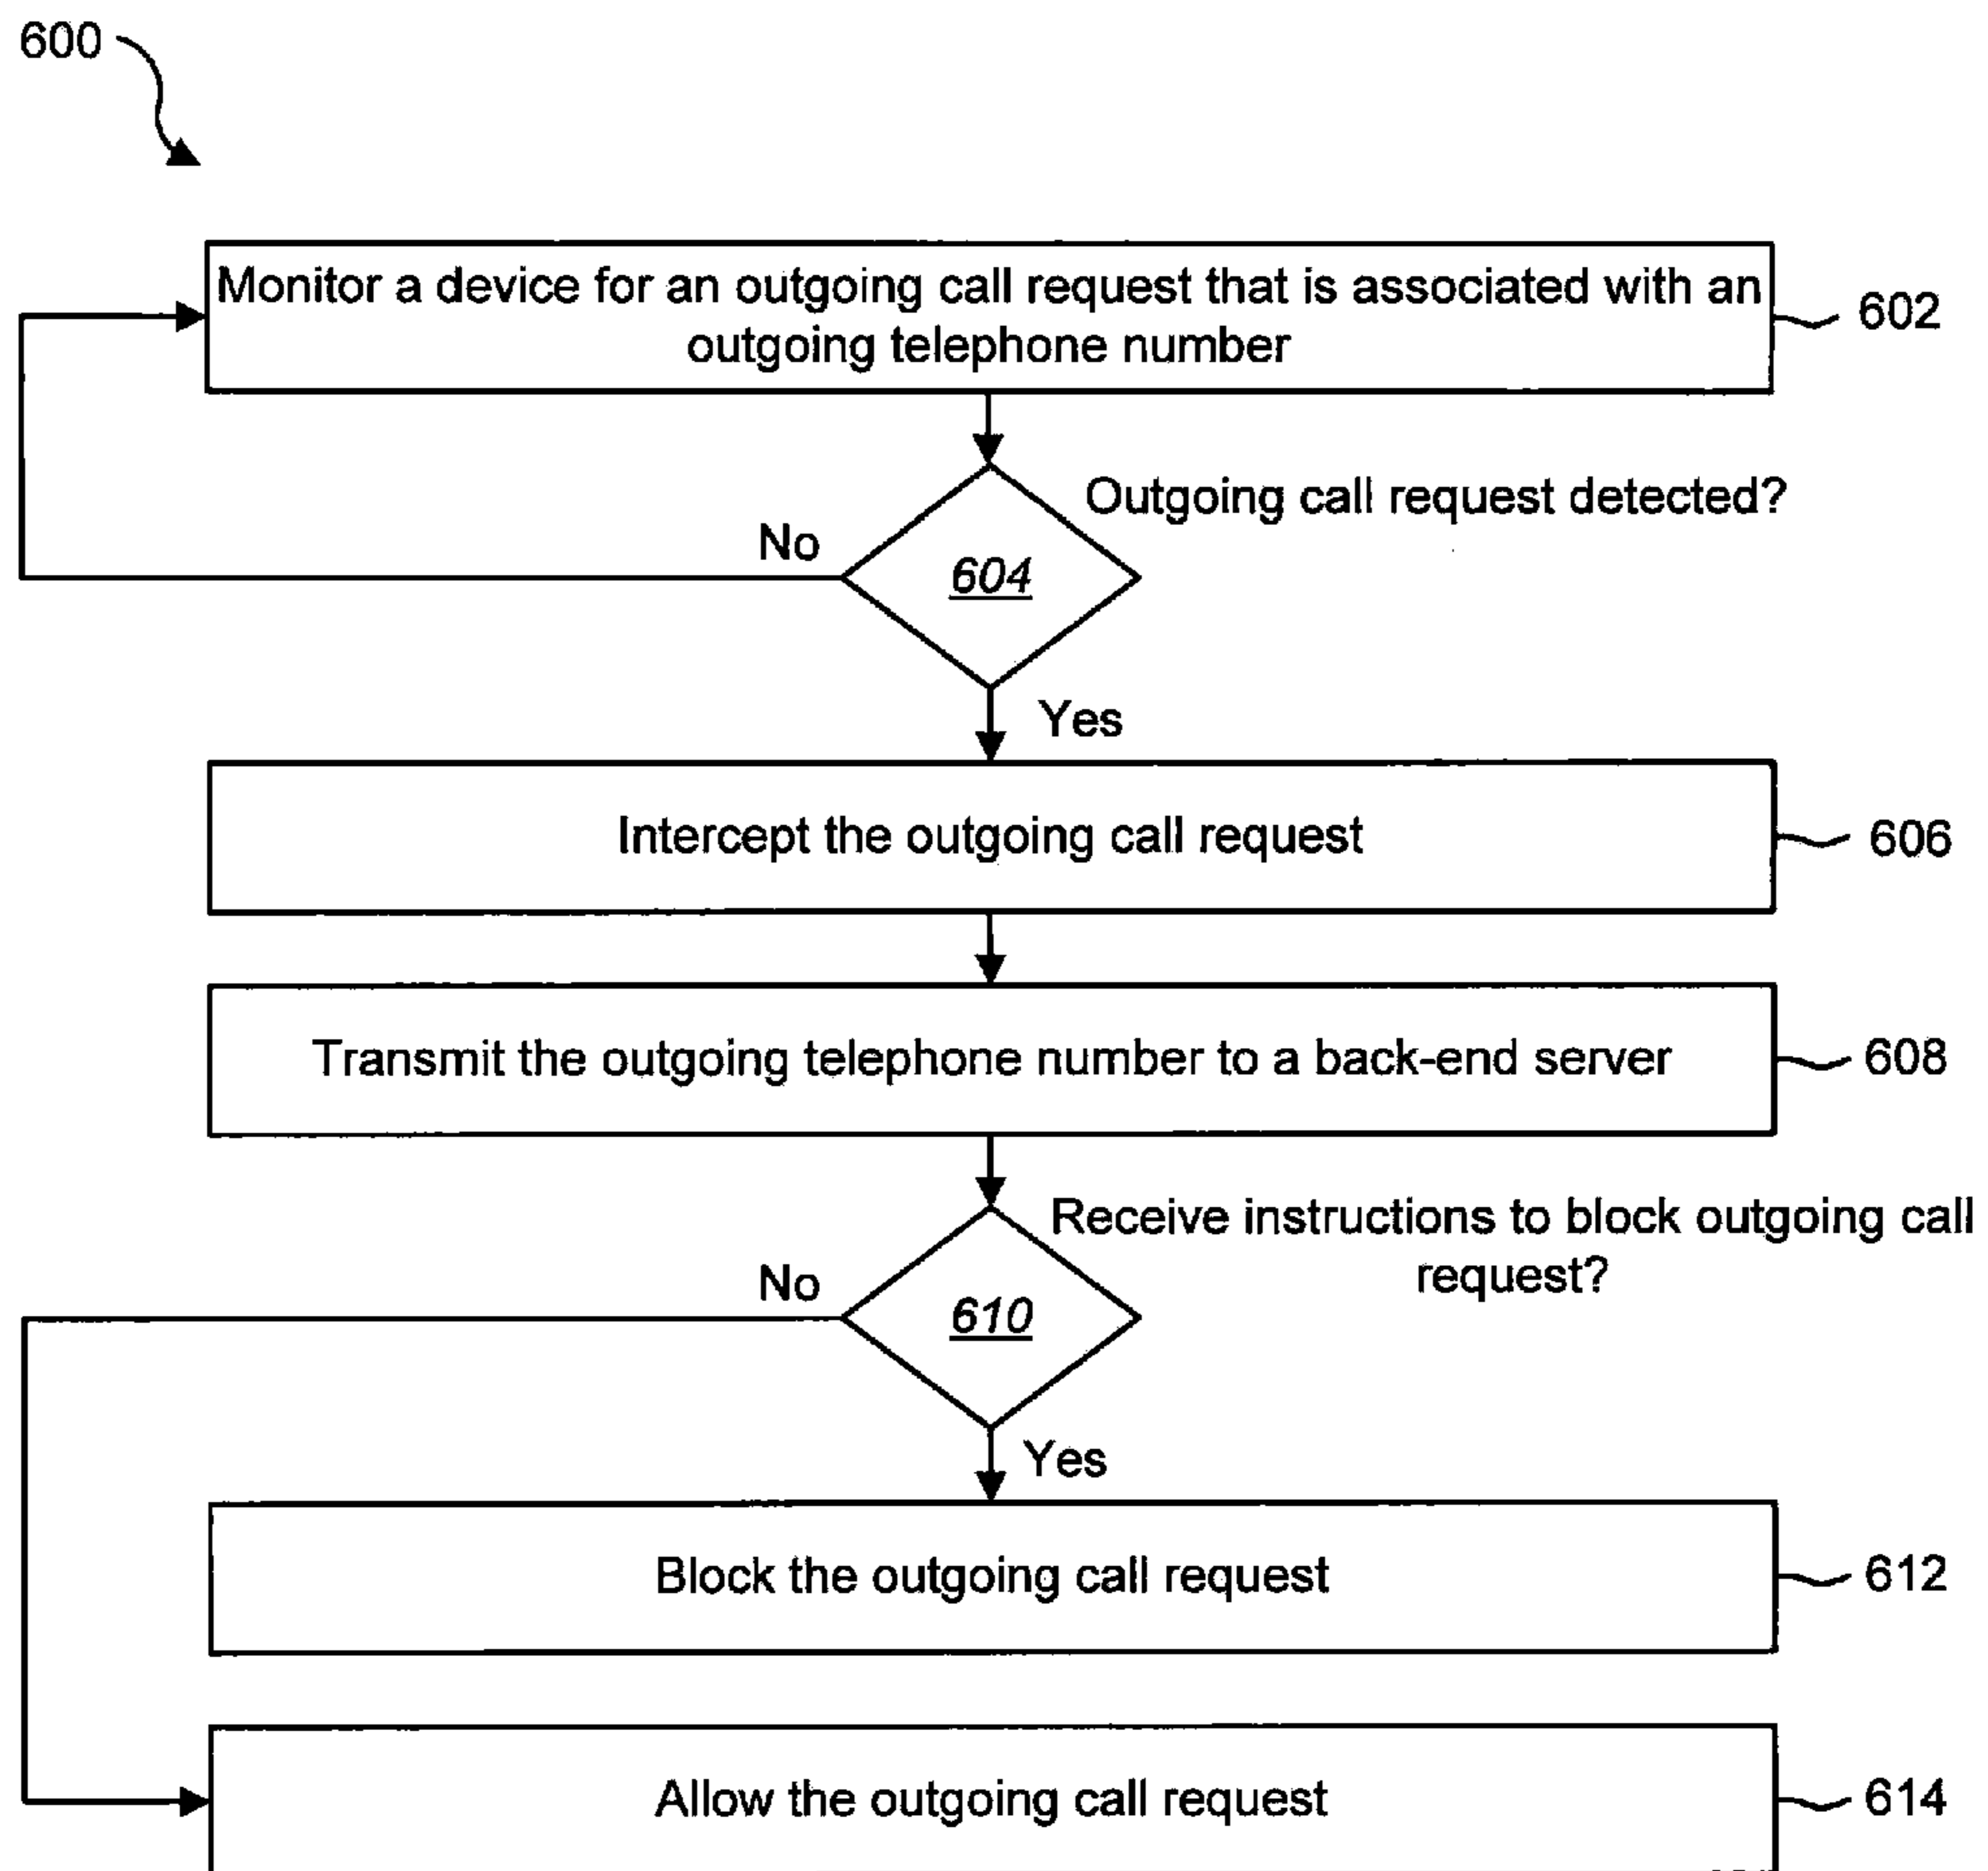 600
Monitor a device for an outgoing call request that is associated with an
outgoing telephone number
602
Outgoing call request detected?
No
604
Yes
Intercept the outgoing call request
606
Transmit the outgoing telephone number to a back-end server
608
Receive instructions to block outgoing call
request?
No
610
Yes
Block the outgoing call request
612
Allow the outgoing call request
614